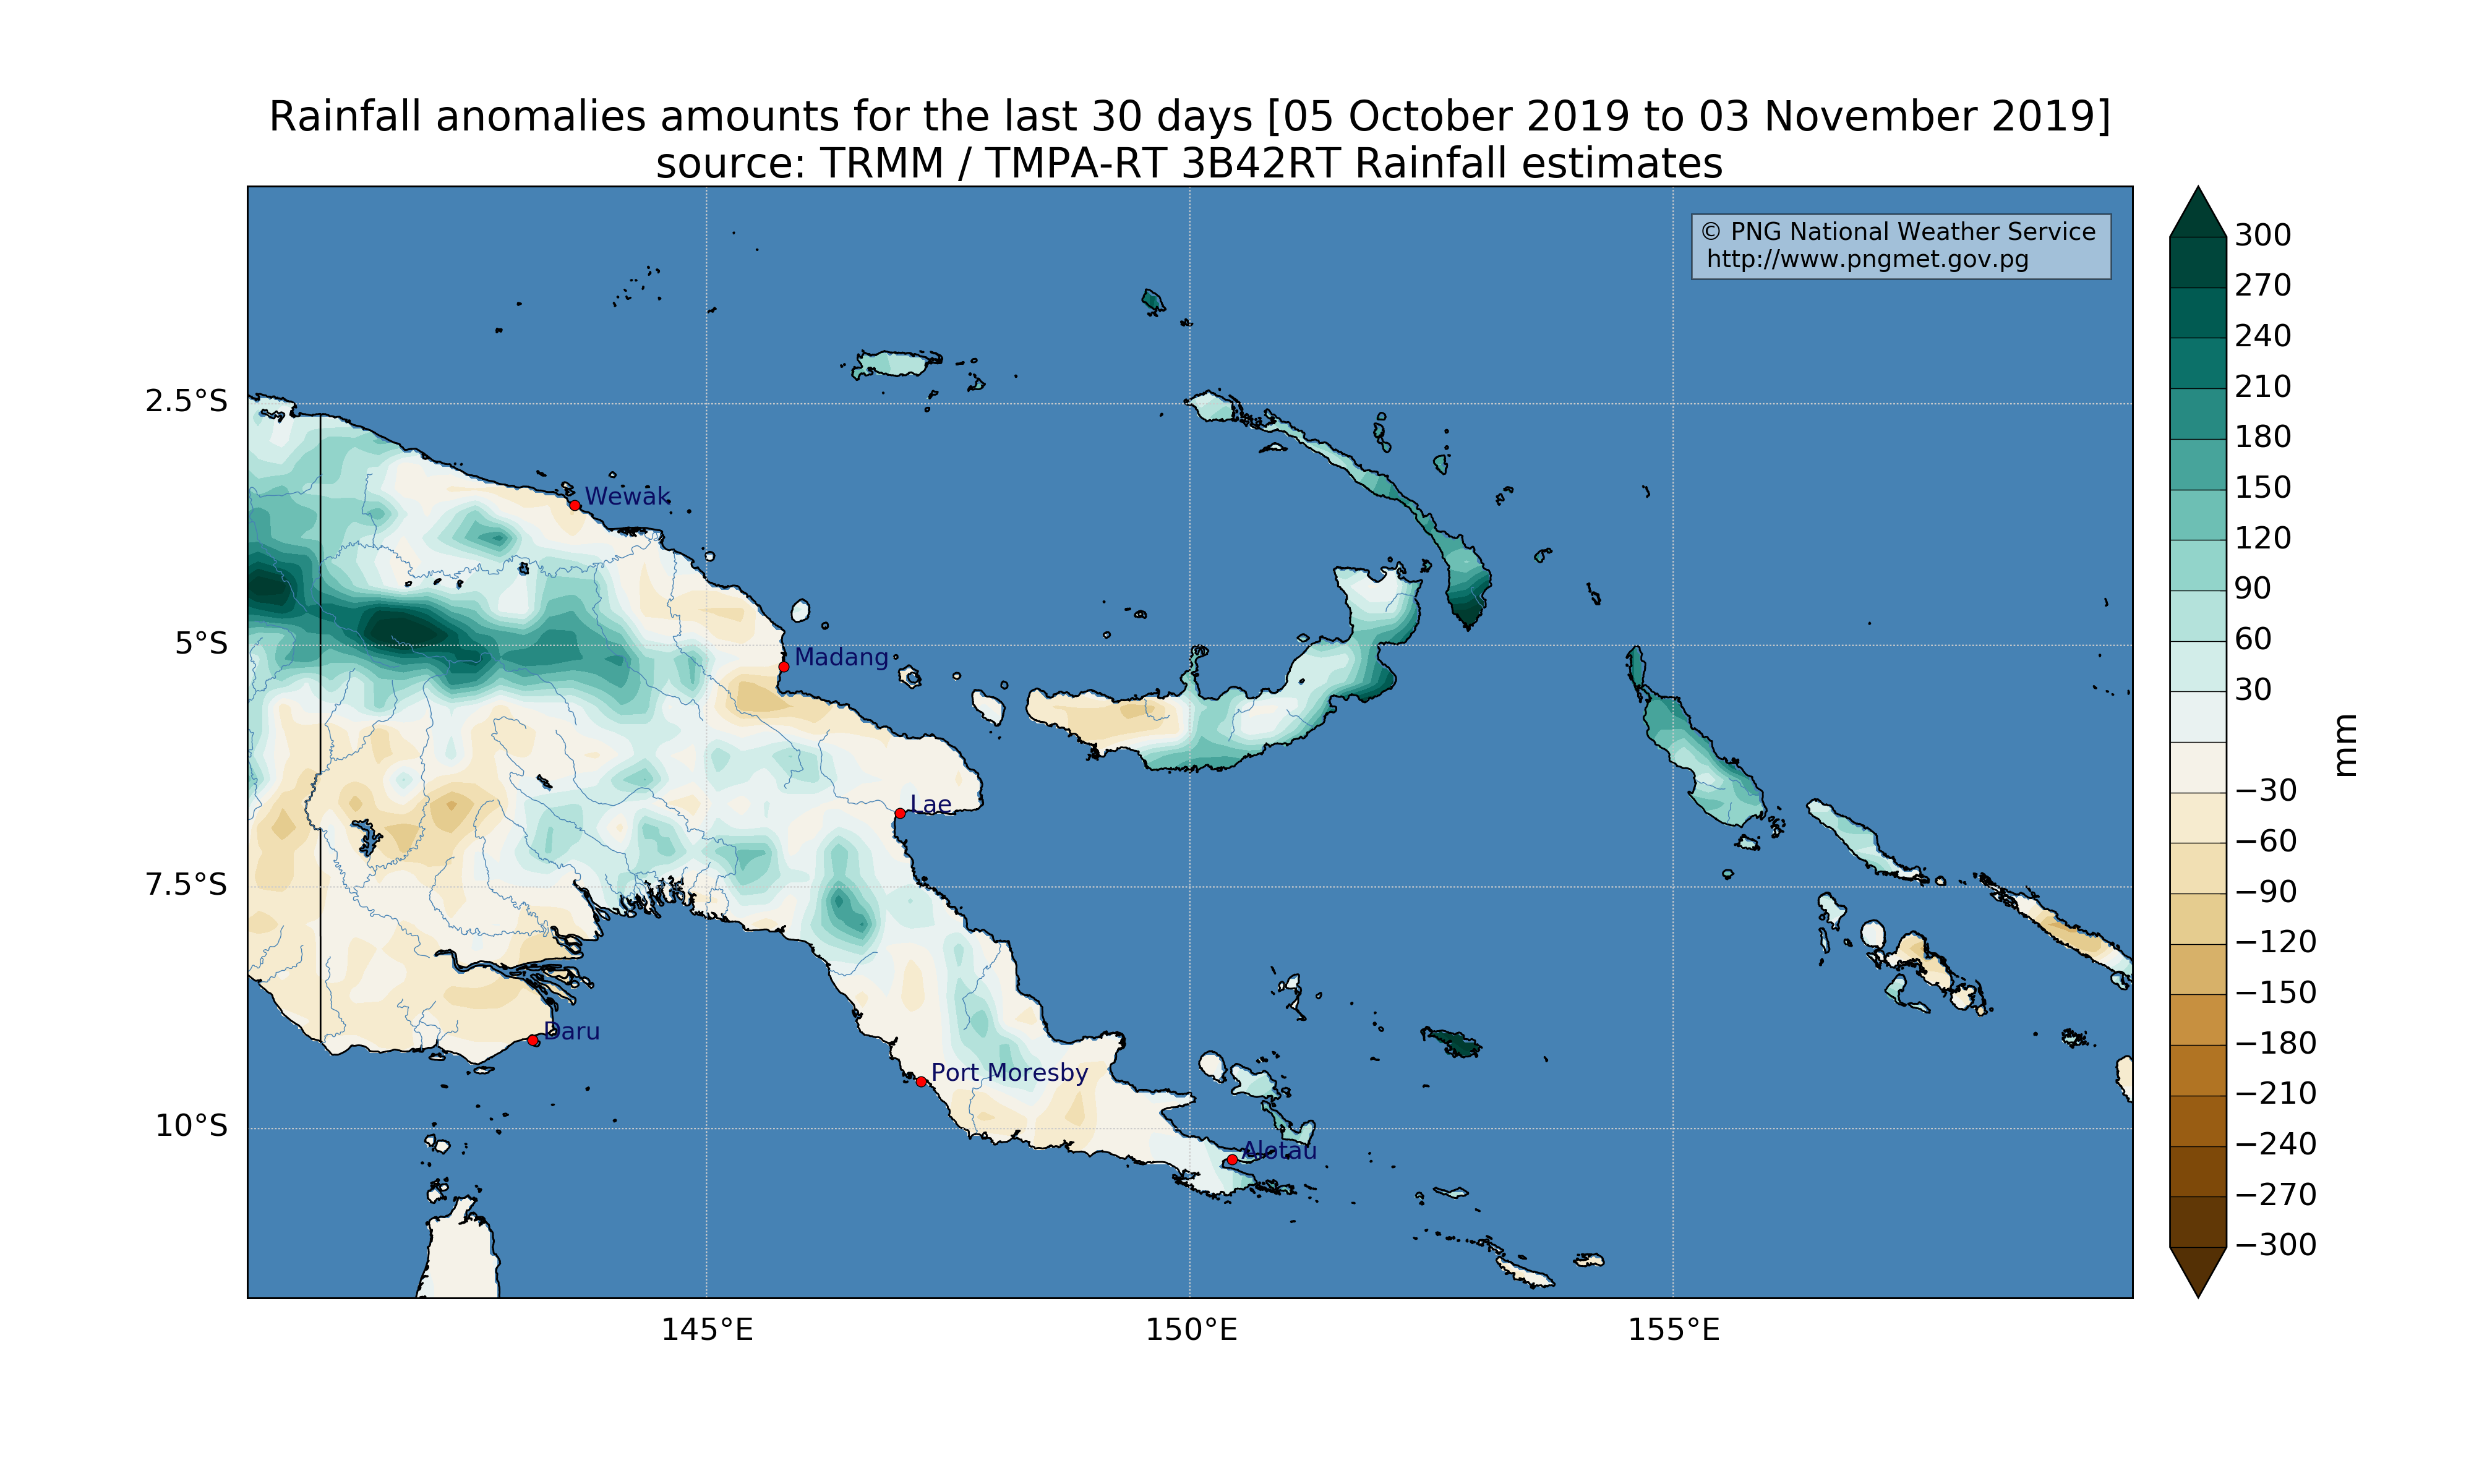 Rainfall anomalies amounts for the last 30 days [05 October 2019 to 03 November 2019]
source: TRMM / TMPA-RT 3B42RT Rainfall estimates
© PNG National Weather Service
http://www.pngmet.gov.pg
2.5°S
5°S
7.5°S
10°S
145°E
150°E
155°E
Wewak
Madang
Lae
Daru
Port Moresby
Alotau
300
270
240
210
180
150
120
90
60
30
−30
−60
−90
−120
−150
−180
−210
−240
−270
−300
mm